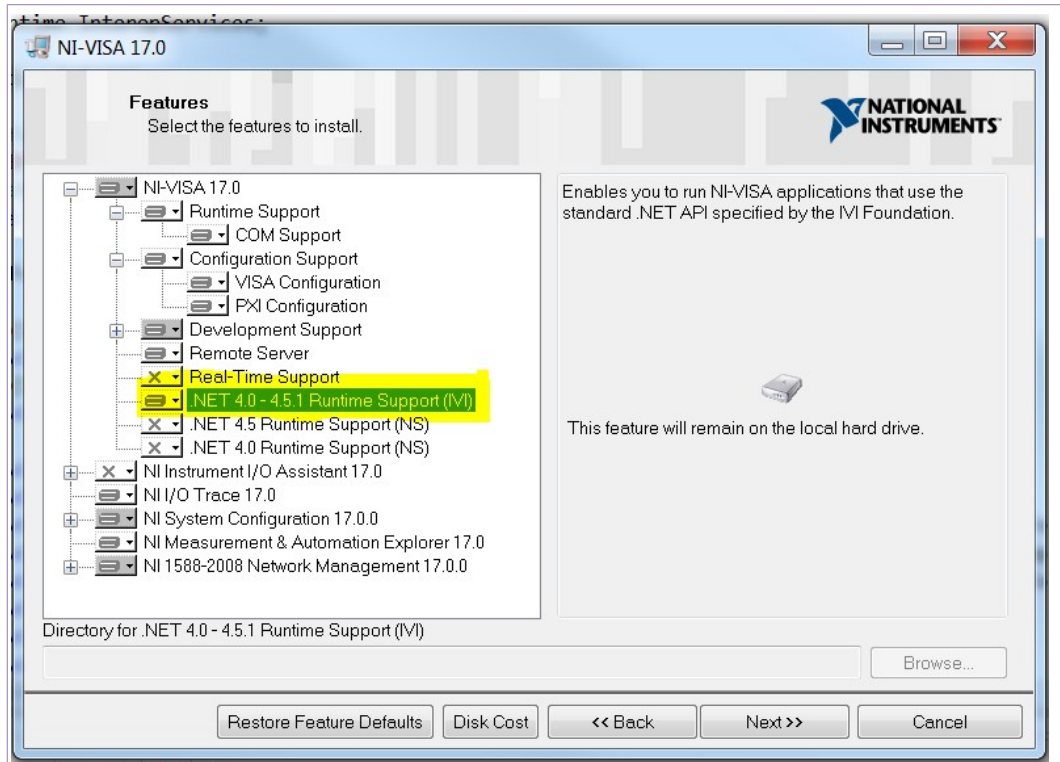 ntime.InteropServices;
NI-VISA 17.0
Features
Select the features to install.
NATIONAL
INSTRUMENTS™
NI-VISA 17.0
Runtime Support
COM Support
Configuration Support
VISA Configuration
PXI Configuration
Development Support
Remote Server
Real-Time Support
.NET 4.0 - 4.5.1 Runtime Support (IVI)
.NET 4.5 Runtime Support (NS)
.NET 4.0 Runtime Support (NS)
NI Instrument I/O Assistant 17.0
NI I/O Trace 17.0
NI System Configuration 17.0.0
NI Measurement & Automation Explorer 17.0
NI 1588-2008 Network Management 17.0.0
Enables you to run NI-VISA applications that use the
standard .NET API specified by the IVI Foundation.
This feature will remain on the local hard drive.
Directory for .NET 4.0 - 4.5.1 Runtime Support (IVI)
Browse...
Restore Feature Defaults
Disk Cost
<< Back
Next >>
Cancel